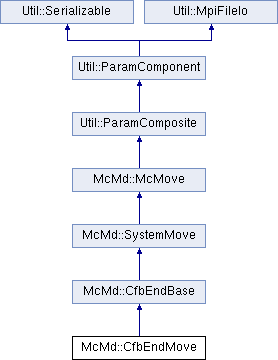 Util::Serializable
Util::MpiFileIo
Util::ParamComponent
Util::ParamComposite
McMd::McMove
McMd::SystemMove
McMd::CfbEndBase
McMd::CfbEndMove